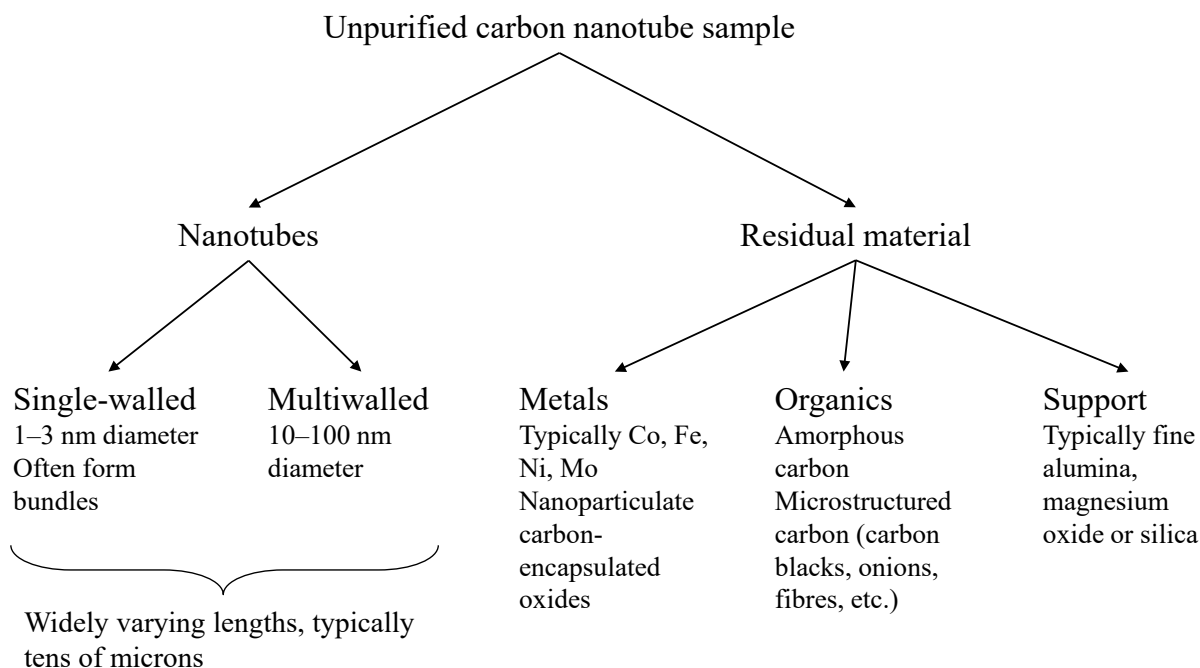 Unpurified carbon nanotube sample
Nanotubes
Residual material
Single-walled
1–3 nm diameter
Often form
bundles
Multiwalled
10–100 nm
diameter
Widely varying lengths, typically
tens of microns
Metals
Typically Co, Fe,
Ni, Mo
Nanoparticulate
carbon-
encapsulated
oxides
Organics
Amorphous
carbon
Microstructured
carbon (carbon
blacks, onions,
fibres, etc.)
Support
Typically fine
alumina,
magnesium
oxide or silica